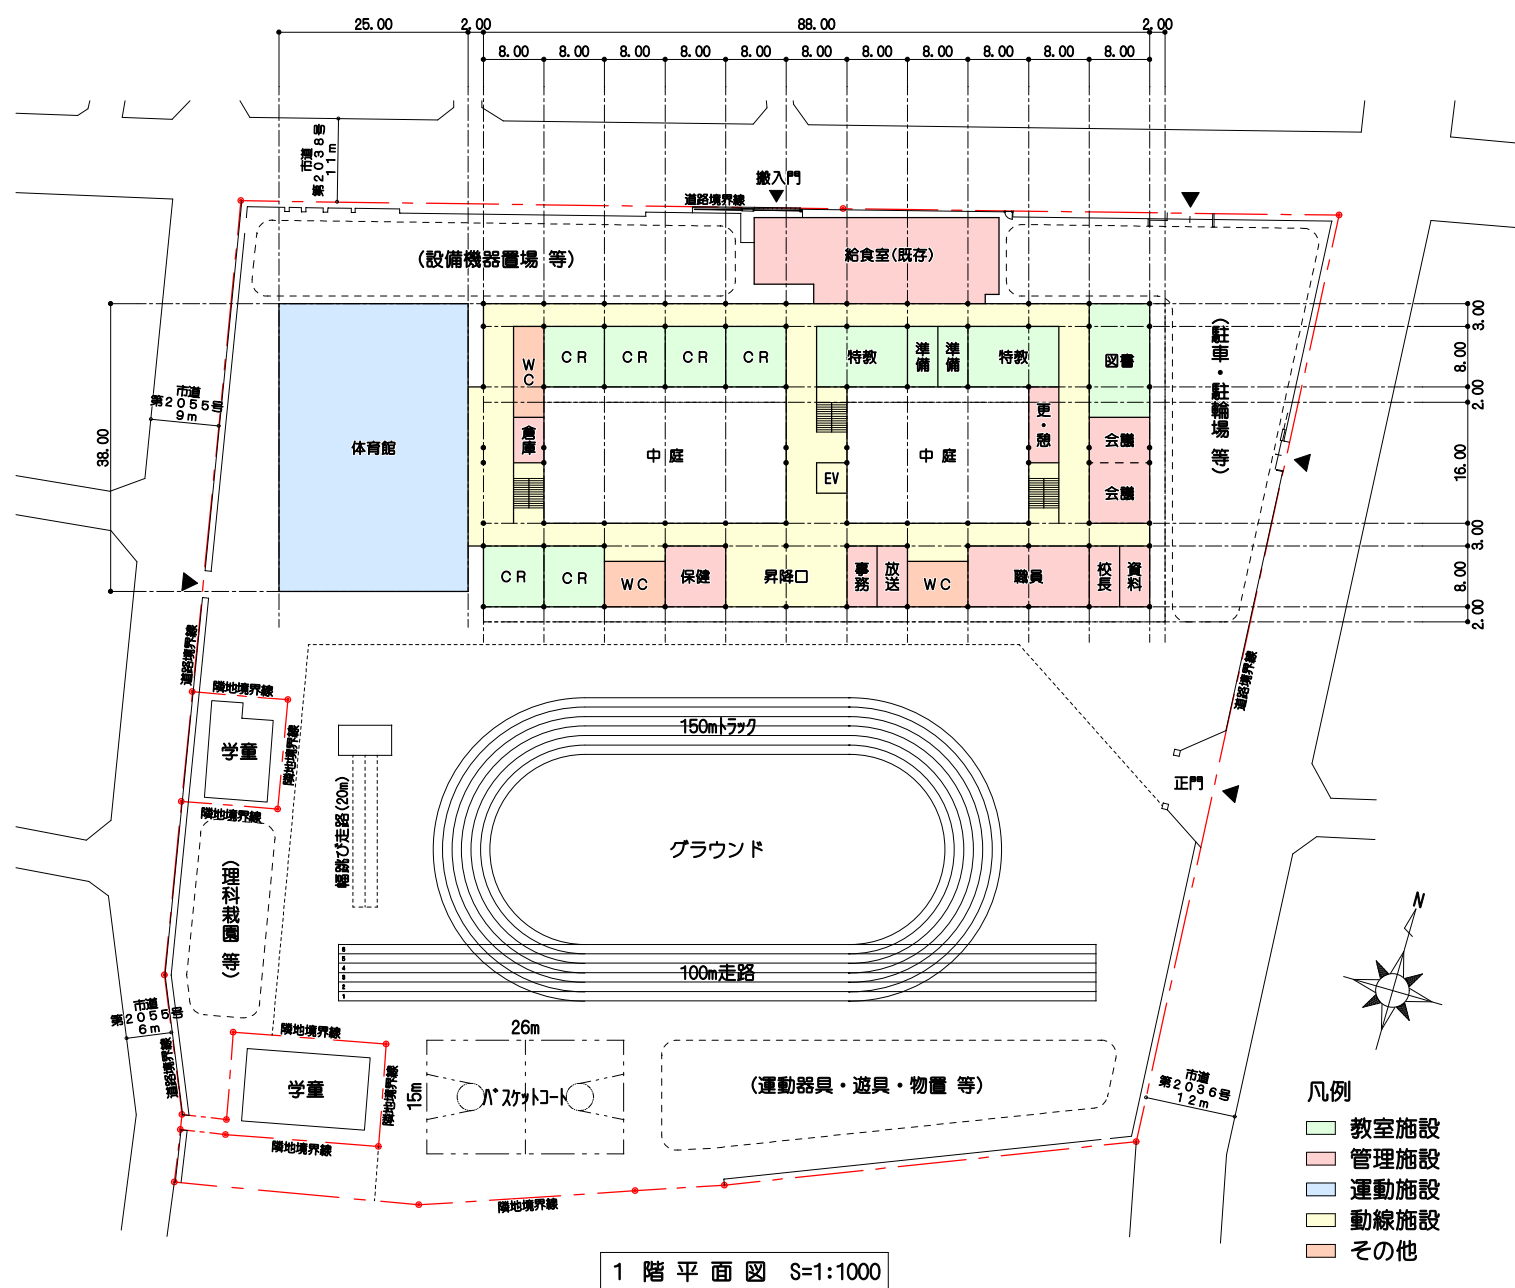 25.00
2.00
88.00
2.00
8.00
8.00
8.00
8.00
8.00
8.00
8.00
8.00
8.00
8.00
8.00
市道
第2038号
11m
搬入門
道路境界線
(設備機器置場 等)
給食室(既存)
(駐車・駐輪場 等)
3.00
8.00
2.00
16.00
3.00
3.00
8.00
2.00
38.00
市道
第2055号
9m
体育館
WC
CR
CR
CR
CR
特教
準備
準備
特教
図書
倉庫
中庭
EV
中庭
更・憩
会議
会議
CR
CR
WC
保健
昇降口
事務
放送
WC
職員
校長
資料
道路境界線
隣地境界線
学童
隣地境界線
隣地境界線
道路境界線
150mトラック
幅跳び走路(20m)
グラウンド
正門
(理科栽園 等)
100m走路
6
5
4
3
2
1
N
市道
第2055号
6m
道路境界線
隣地境界線
学童
隣地境界線
隣地境界線
26m
15m
バスケットコート
(運動器具・遊具・物置 等)
市道
第2036号
12m
隣地境界線
凡例
教室施設
管理施設
運動施設
動線施設
その他
1 階 平 面 図 S=1:1000